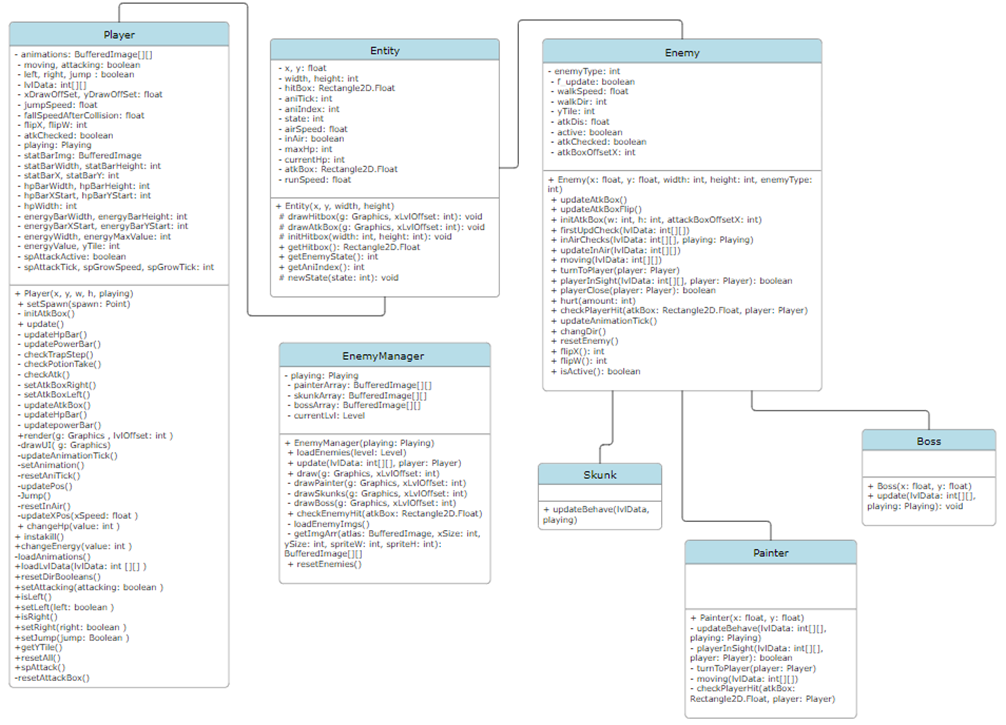 Player
- animations: BufferedImage[][]
- moving, attacking: boolean
- left, right, jump : boolean
- lvlData: int[][]
- xDrawOffSet, yDrawOffSet: float
- jumpSpeed: float
- fallSpeedAfterCollision: float
- flipX, flipW: int
- atkChecked: boolean
- playing: Playing
- statBarImg: BufferedImage
- statBarWidth, statBarHeight: int
- statBarX, statBarY: int
- hpBarWidth, hpBarHeight: int
- hpBarXStart, hpBarYStart: int
- hpWidth: int
- energyBarWidth, energyBarHeight: int
- energyBarXStart, energyBarYStart: int
- energyWidth, energyMaxValue: int
- energyValue, yTile: int
- spAttackActive: boolean
- spAttackTick, spGrowSpeed, spGrowTick: int
+ Player(x, y, w, h, playing)
+ setSpawn(spawn: Point)
- initAtkBox()
+ update()
- updateHpBar()
- updatePowerBar()
- checkTrapStep()
- checkPotionTake()
- checkAtk()
- setAtkBoxRight()
- setAtkBoxLeft()
- updateAtkBox()
- updateHpBar()
- updatepowerBar()
+render(g: Graphics , lvlOffset: int )
-drawUI( g: Graphics)
-updateAnimationTick()
-setAnimation()
-resetAniTick()
-updatePos()
-Jump()
-resetInAir()
-updateXPos(xSpeed: float )
+ changeHp(value: int )
+ instakill()
+changeEnergy(value: int )
-loadAnimations()
+loadLvlData(lvlData: int [][] )
+resetDirBooleans()
+setAttacking(attacking: boolean )
+isLeft()
+setLeft(left: boolean )
+isRight()
+setRight(right: boolean )
+setJump(jump: Boolean )
+getYTile()
+resetAll()
+spAttack()
-resetAttackBox()
Entity
- x, y: float
- width, height: int
- hitBox: Rectangle2D.Float
- aniTick: int
- aniIndex: int
- state: int
- airSpeed: float
- inAir: boolean
- maxHp: int
- currentHp: int
- atkBox: Rectangle2D.Float
- runSpeed: float
+ Entity(x, y, width, height)
# drawHitbox(g: Graphics, xLvlOffset: int): void
# drawAtkBox(g: Graphics, xLvlOffset: int): void
# initHitbox(width: int, height: int): void
+ getHitbox(): Rectangle2D.Float
+ getEnemyState(): int
+ getAniIndex(): int
# newState(state: int): void
EnemyManager
- playing: Playing
- painterArray: BufferedImage[][]
- skunkArray: BufferedImage[][]
- bossArray: BufferedImage[][]
- currentLvl: Level
+ EnemyManager(playing: Playing)
+ loadEnemies(level: Level)
+ update(lvlData: int[][], player: Player)
+ draw(g: Graphics, xLvlOffset: int)
- drawPainter(g: Graphics, xLvlOffset: int)
- drawSkunks(g: Graphics, xLvlOffset: int)
- drawBoss(g: Graphics, xLvlOffset: int)
+ checkEnemyHit(atkBox: Rectangle2D.Float)
- loadEnemyImgs()
- getImgArr(atlas: BufferedImage, xSize: int,
ySize: int, spriteW: int, spriteH: int):
BufferedImage[][]
+ resetEnemies()
Enemy
- enemyType: int
- f_update: boolean
- walkSpeed: float
- walkDir: int
- yTile: int
- atkDis: float
- active: boolean
- atkChecked: boolean
- atkBoxOffsetX: int
+ Enemy(x: float, y: float, width: int, height: int, enemyType:
int)
+ updateAtkBox()
+ updateAtkBoxFlip()
+ initAtkBox(w: int, h: int, attackBoxOffsetX: int)
+ firstUpdCheck(lvlData: int[][])
+ inAirChecks(lvlData: int[][], playing: Playing)
+ updateInAir(lvlData: int[][])
+ moving(lvlData: int[][])
+ turnToPlayer(player: Player)
+ playerInSight(lvlData: int[][], player: Player): boolean
+ playerClose(player: Player): boolean
+ hurt(amount: int)
+ checkPlayerHit(atkBox: Rectangle2D.Float, player: Player)
+ updateAnimationTick()
+ changDir()
+ resetEnemy()
+ flipX(): int
+ flipW(): int
+ isActive(): boolean
Skunk
+ updateBehave(lvlData,
playing)
Painter
+ Painter(x: float, y: float)
- updateBehave(lvlData: int[][],
playing: Playing)
- playerInSight(lvlData: int[][],
player: Player): boolean
- turnToPlayer(player: Player)
- moving(lvlData: int[][])
- checkPlayerHit(atkBox:
Rectangle2D.Float, player: Player)
Boss
+ Boss(x: float, y: float)
+ update(lvlData: int[][],
playing: Playing): void